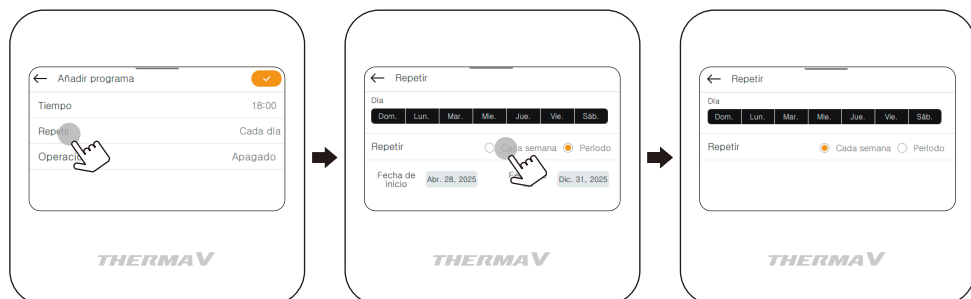 Añadir programa
Tiempo 18:00
Repetir Cada día
Operació Apagado
THERMA V
Repetir
Día
Dom. Lun. Mar. Mie. Jue. Vie. Sáb.
Repetir Cada semana Periodo
Fecha de inicio Abr. 28, 2025 Dic. 31, 2025
THERMA V
Repetir
Día
Dom. Lun. Mar. Mie. Jue. Vie. Sáb.
Repetir Cada semana Periodo
THERMA V